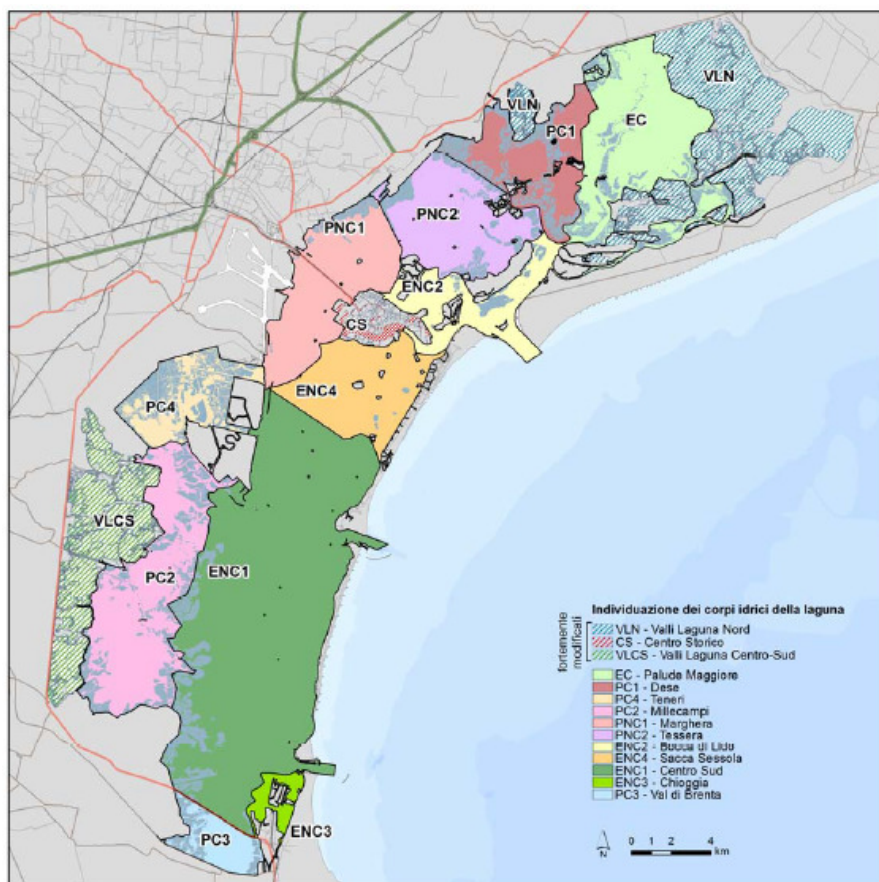 VLN
VLN
EC
PC1
PNC2
PNC1
ENC2
CS
ENC4
PC4
VLCS
PC2
ENC1
PC3
ENC3
Individuazione dei corpi idrici della laguna
fortemente
modificati
VLN - Valli Laguna Nord
CS - Centro Storico
VLCS - Valli Laguna Centro-Sud
EC - Palude Maggiore
PC1 - Dese
PC4 - Teneri
PC2 - Millecampi
PNC1 - Marghera
PNC2 - Tessera
ENC2 - Bocca di Lido
ENC4 - Sacca Sessola
ENC1 - Centro Sud
ENC3 - Chioggia
PC3 - Val di Brenta
N
0 1 2 4
km